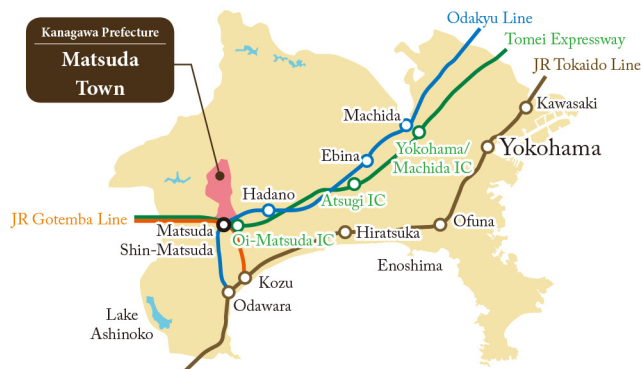 Kanagawa Prefecture
Matsuda
Town
Odakyu Line
Tomei Expressway
JR Tokaido Line
Kawasaki
Machida
Yokohama/
Machida IC
Yokohama
Ebina
Atsugi IC
Hadano
JR Gotemba Line
Matsuda
Shin-Matsuda
Oi-Matsuda IC
Hiratsuka
Ofuna
Enoshima
Kozu
Odawara
Lake
Ashinoko